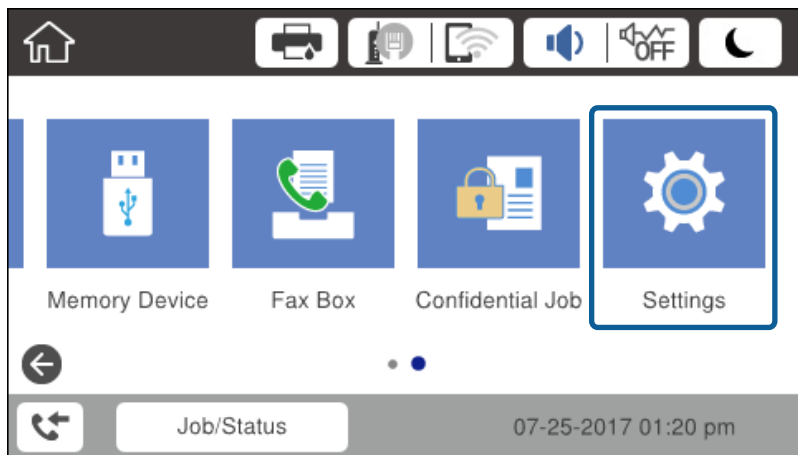 OFF
Memory Device
Fax Box
Confidential Job
Settings
Job/Status
07-25-2017 01:20 pm